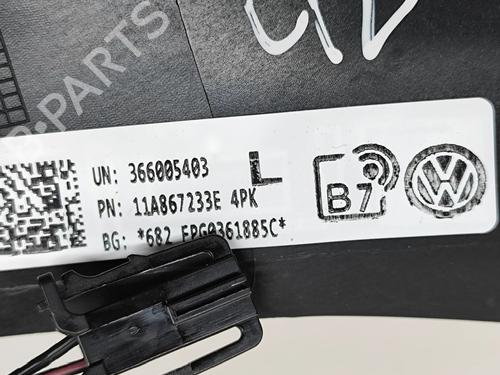 B-PARTS
UN: 366005403 L
PN: 11A867233E 4PK
BG: *682 FPG0361885C*
B7